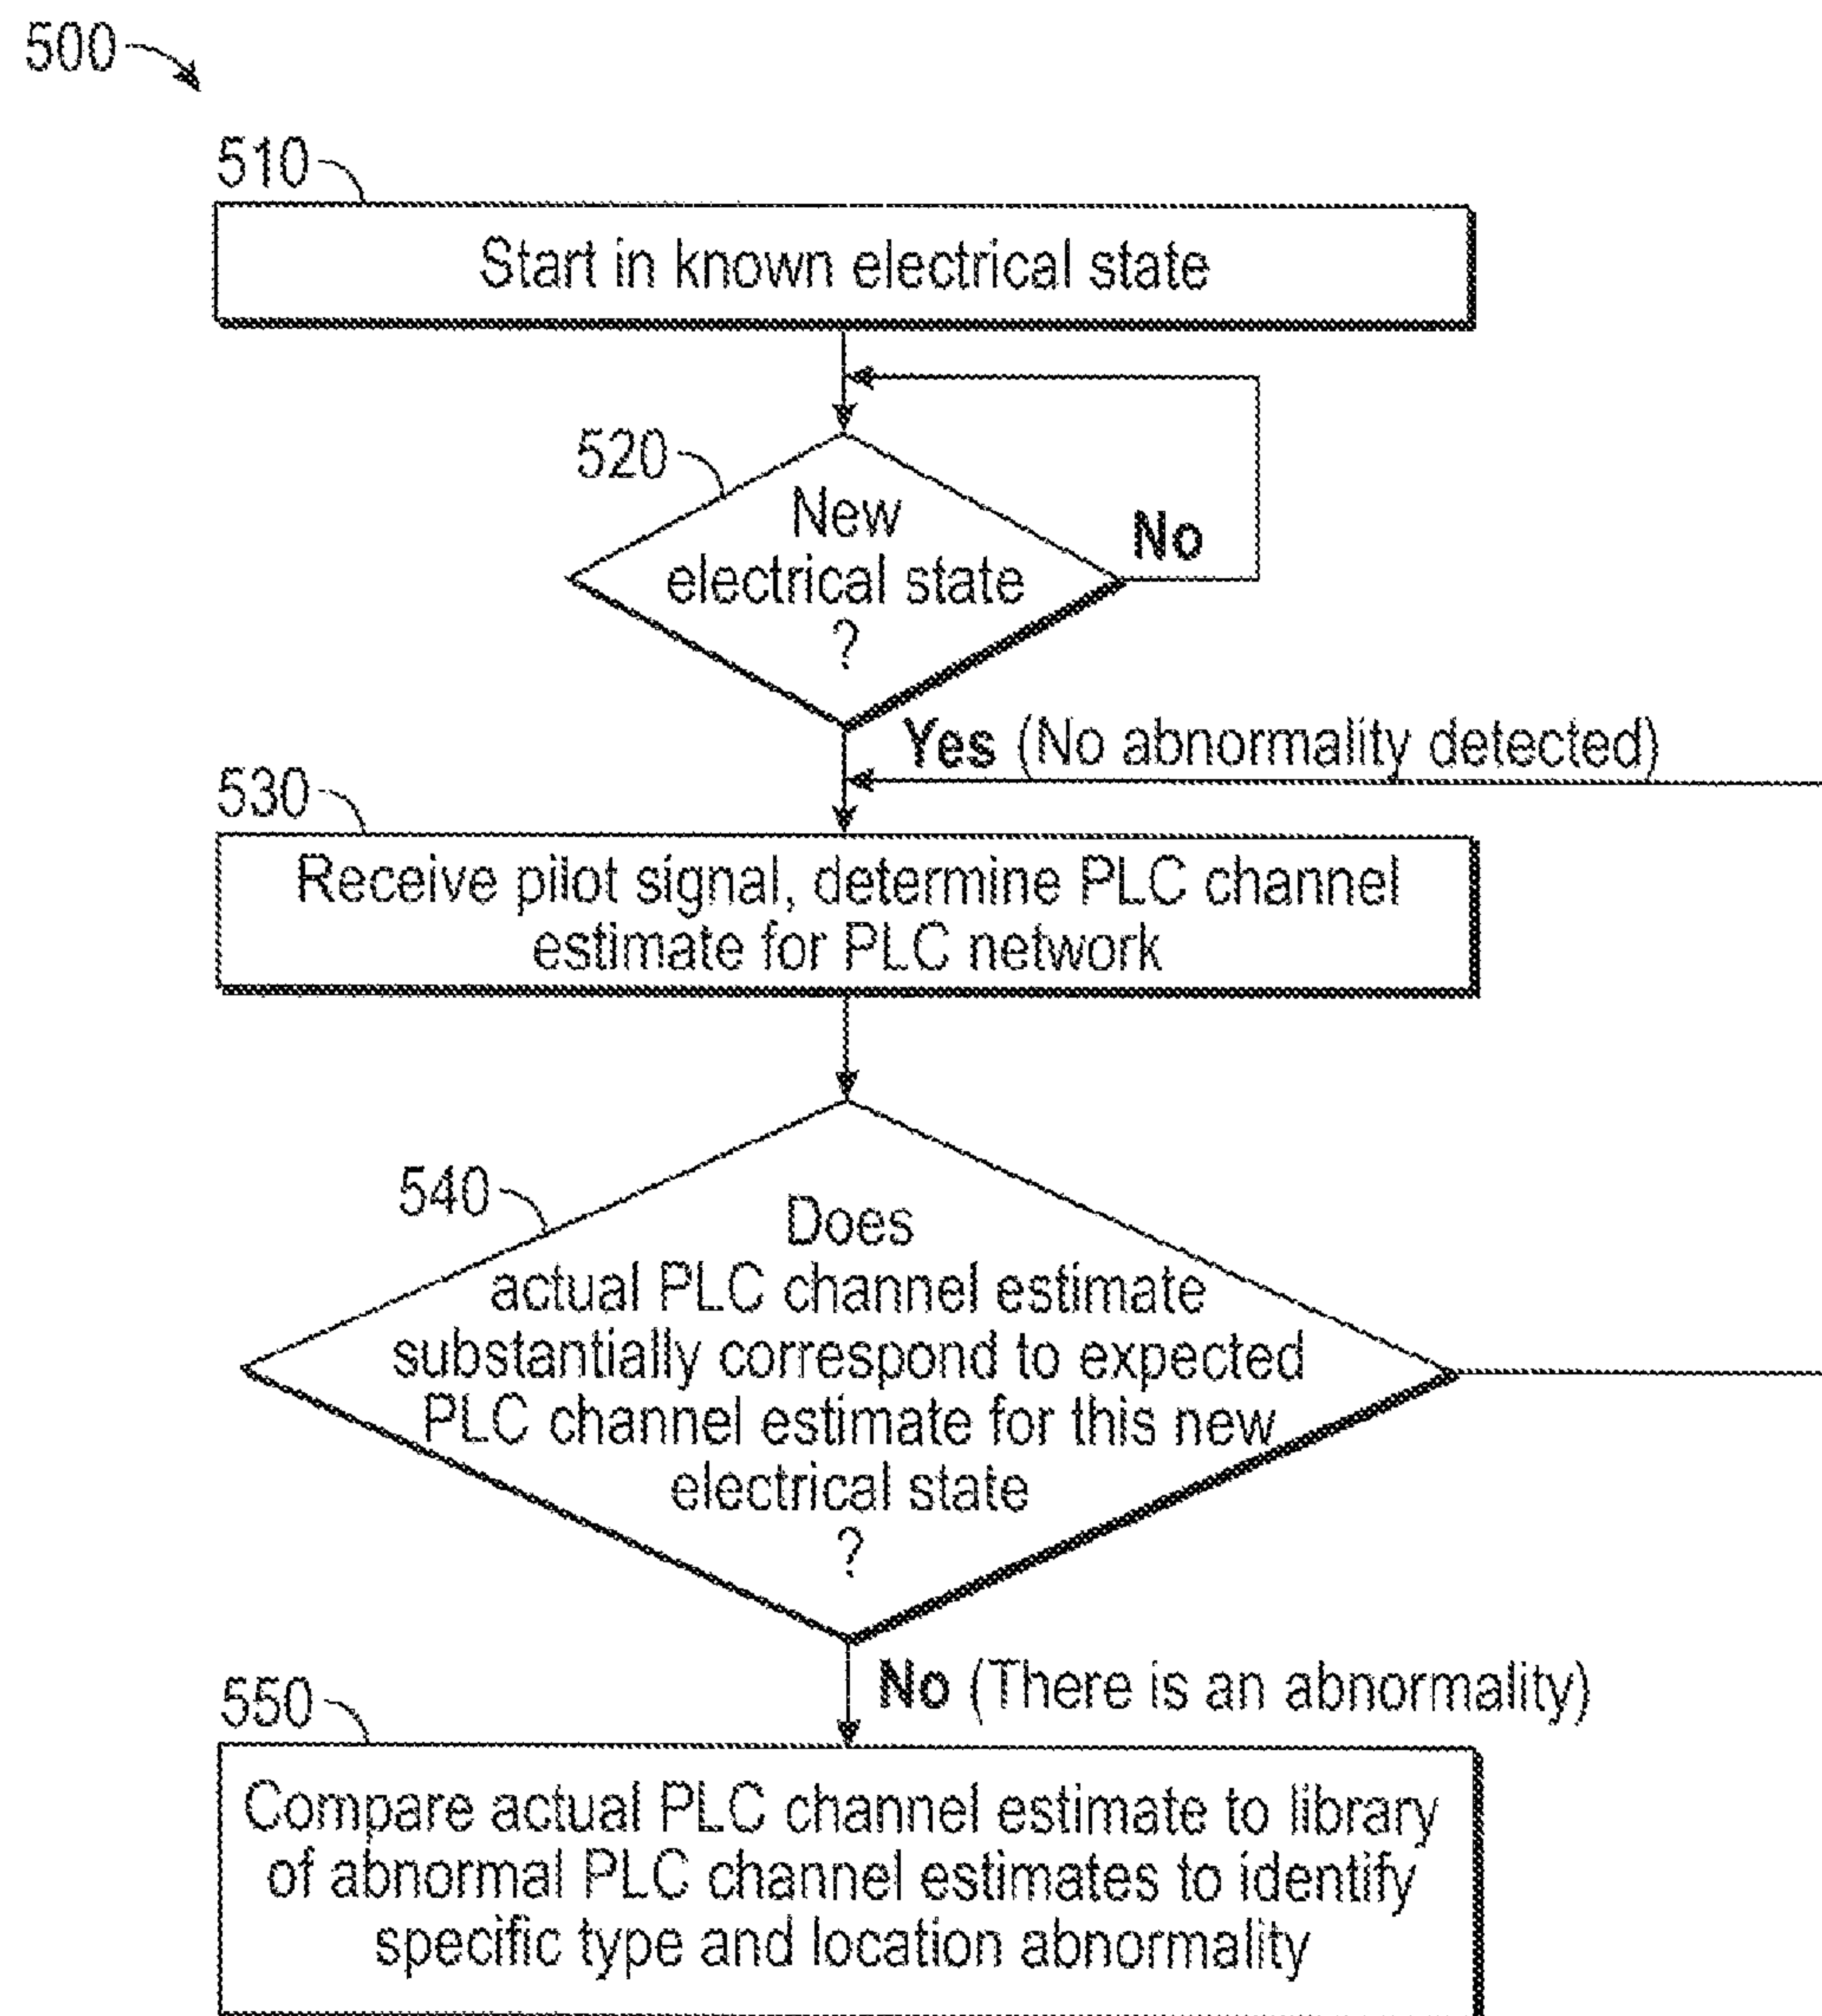 500
510
Start in known electrical state
520
New
electrical state
?
No
Yes (No abnormality detected)
530
Receive pilot signal, determine PLC channel
estimate for PLC network
540
Does
actual PLC channel estimate
substantially correspond to expected
PLC channel estimate for this new
electrical state
?
No (There is an abnormality)
550
Compare actual PLC channel estimate to library
of abnormal PLC channel estimates to identify
specific type and location abnormality